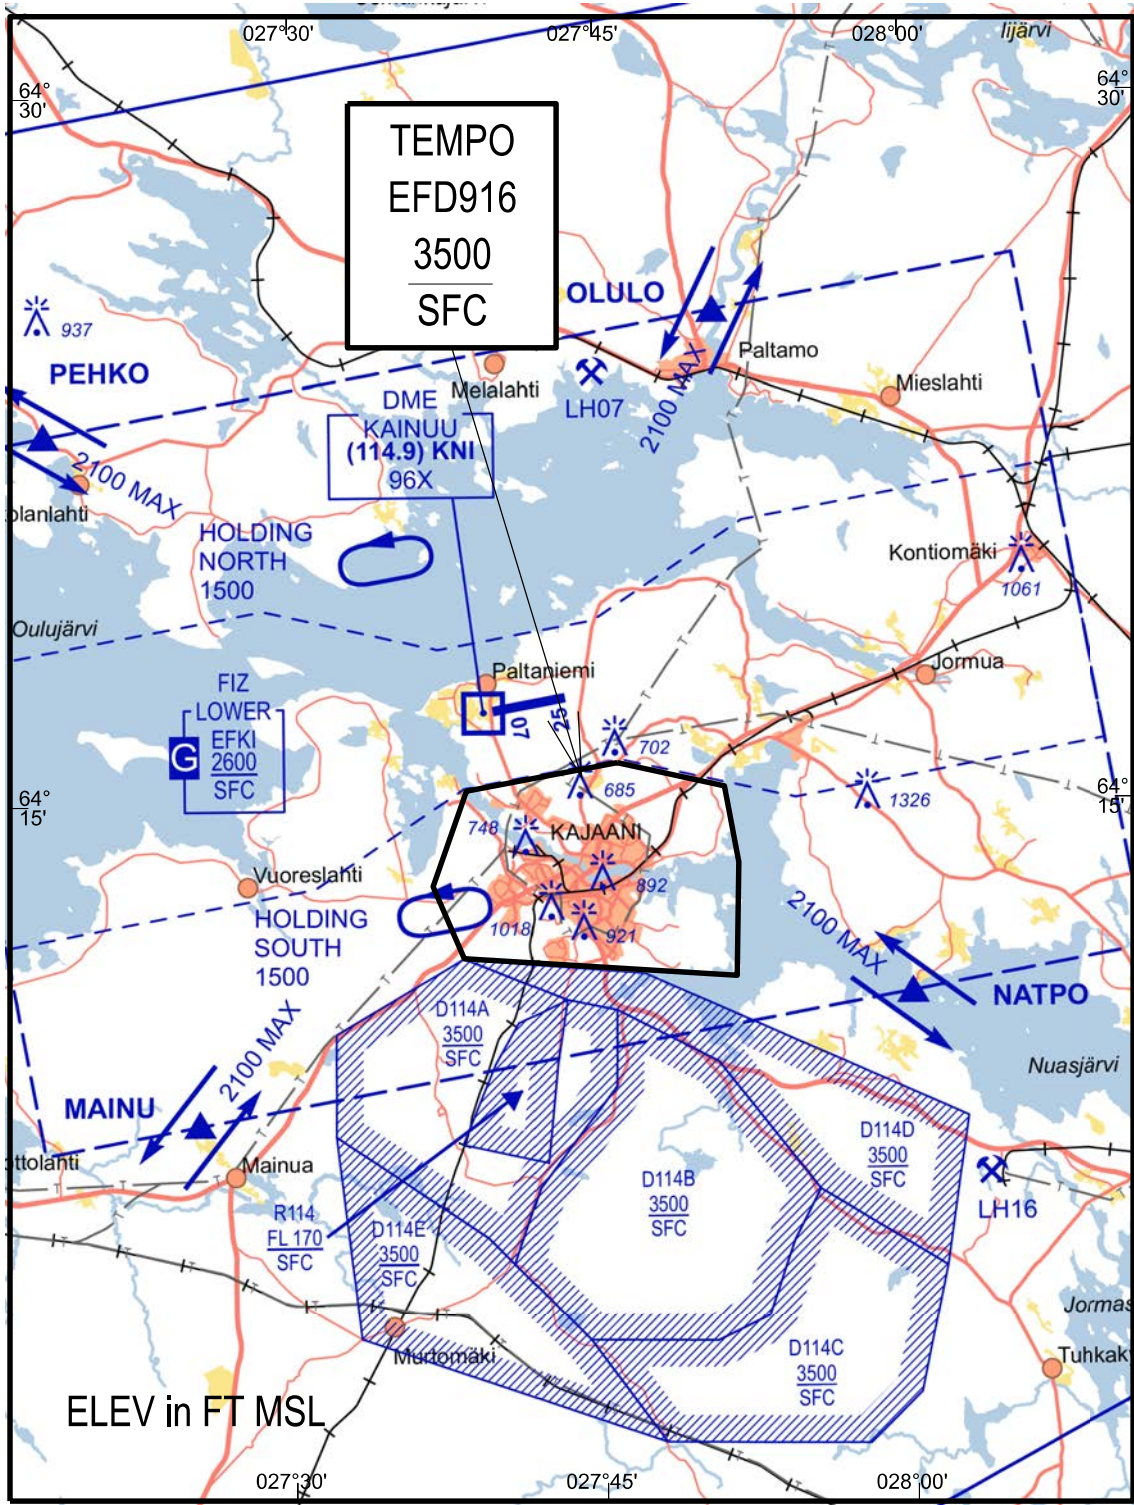 027°30'
027°45'
028°00'
Iijärvi
64°
30'
64°
30'
TEMPO
EFD916
3500
SFC
OLULO
937
PEHKO
Paltamo
Melalahti
Mieslahti
LH07
DME
KAINUU
(114.9) KNI
96X
2100 MAX
2100 MAX
olanlahti
HOLDING
NORTH
1500
Kontiomäki
1061
Oulujärvi
Paltaniemi
Jormua
FIZ
LOWER
EFKI
2600
SFC
G
07
25
702
685
1326
64°
15'
64°
15'
748
KAJAANI
Vuoreslahti
892
HOLDING
SOUTH
1500
1018
921
2100 MAX
NATPO
D114A
3500
SFC
2100 MAX
Nuasjärvi
MAINU
D114D
3500
SFC
ottolahti
Mainua
D114B
3500
SFC
LH16
R114
FL 170
SFC
D114E
3500
SFC
Jormas
Murtomäki
D114C
3500
SFC
Tuhkak
ELEV in FT MSL
027°30'
027°45'
028°00'